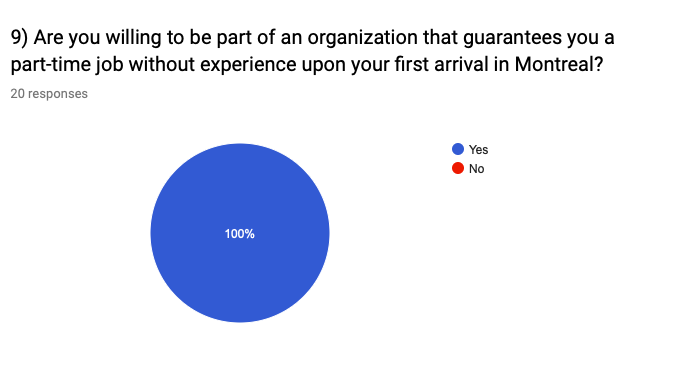 9) Are you willing to be part of an organization that guarantees you a
part-time job without experience upon your first arrival in Montreal?
20 responses
Yes
No
100%